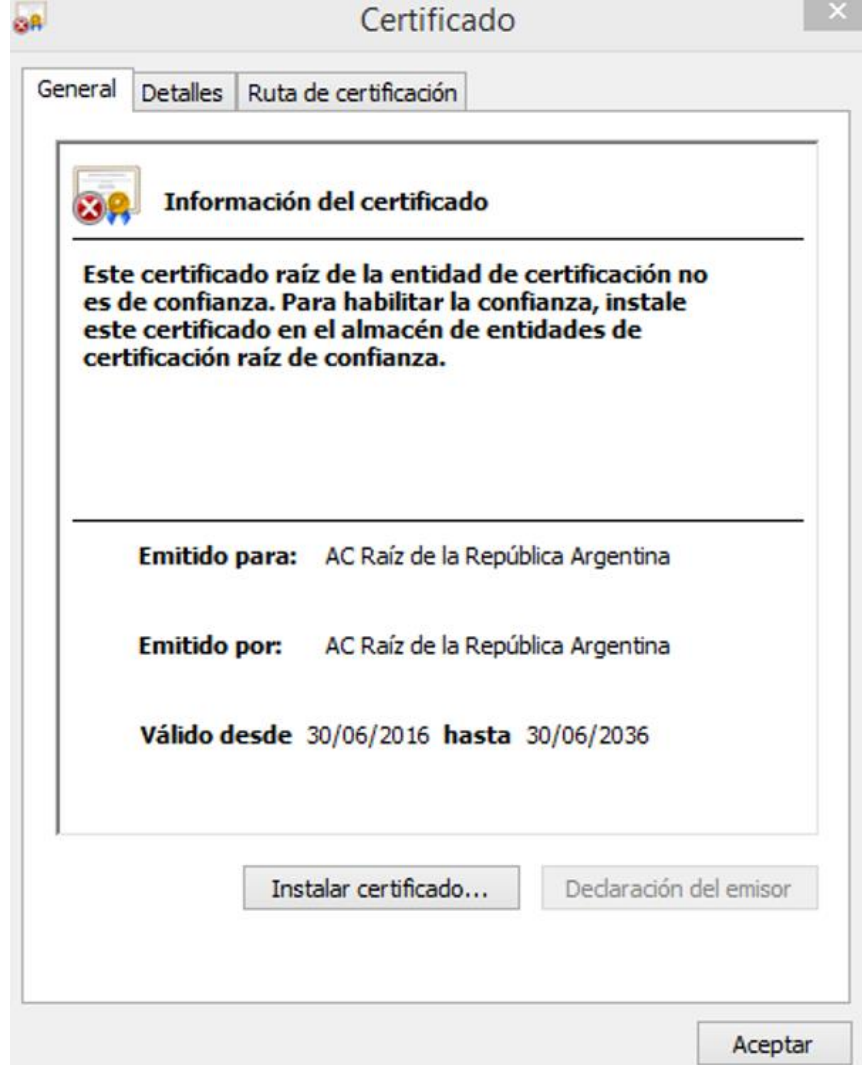 Certificado
General
Detalles
Ruta de certificación
Información del certificado
Este certificado raíz de la entidad de certificación no
es de confianza. Para habilitar la confianza, instale
este certificado en el almacén de entidades de
certificación raíz de confianza.
Emitido para: AC Raíz de la República Argentina
Emitido por: AC Raíz de la República Argentina
Válido desde 30/06/2016 hasta 30/06/2036
Instalar certificado...
Declaración del emisor
Aceptar